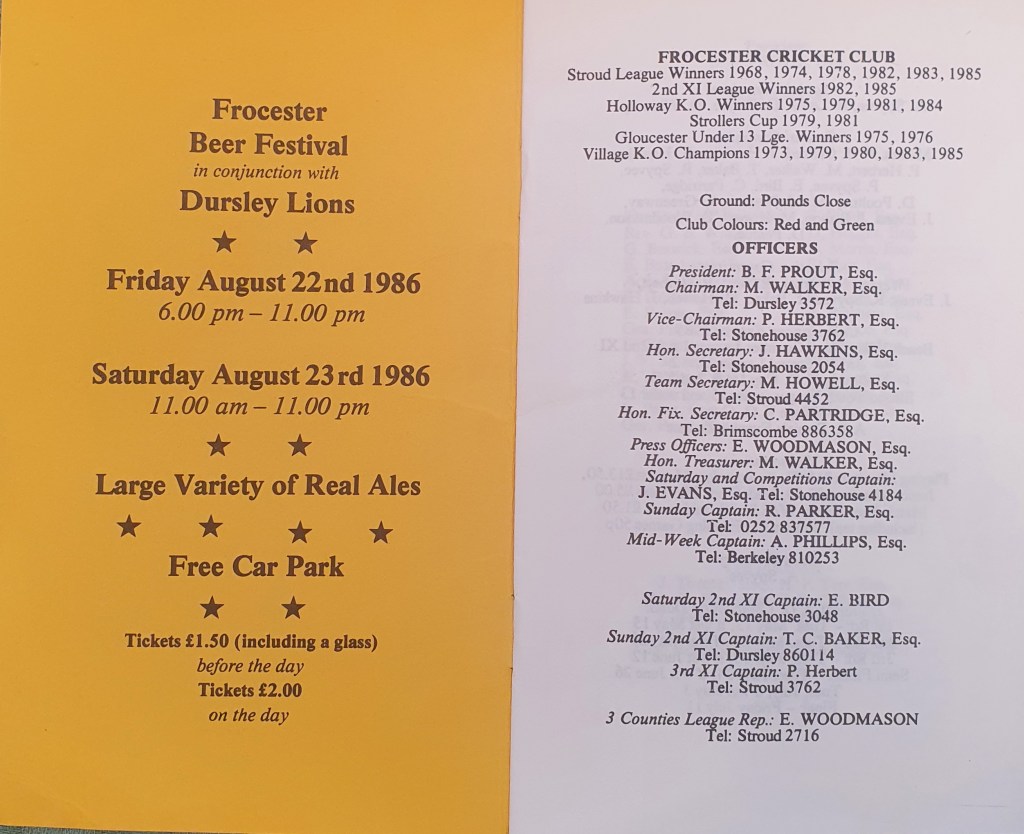 Frocester
Beer Festival
in conjunction with
Dursley Lions
★ ★
Friday August 22nd 1986
6.00 pm – 11.00 pm
Saturday August 23rd 1986
11.00 am – 11.00 pm
★ ★
Large Variety of Real Ales
★ ★ ★ ★
Free Car Park
★ ★
Tickets £1.50 (including a glass)
before the day
Tickets £2.00
on the day
FROCESTER CRICKET CLUB
Stroud League Winners 1968, 1974, 1978, 1982, 1983, 1985
2nd XI League Winners 1982, 1985
Holloway K.O. Winners 1975, 1979, 1981, 1984
Strollers Cup 1979, 1981
Gloucester Under 13 Lge. Winners 1975, 1976
Village K.O. Champions 1973, 1979, 1980, 1983, 1985
Ground: Pounds Close
Club Colours: Red and Green
OFFICERS
President: B. F. PROUT, Esq.
Chairman: M. WALKER, Esq.
Tel: Dursley 3572
Vice-Chairman: P. HERBERT, Esq.
Tel: Stonehouse 3762
Hon. Secretary: J. HAWKINS, Esq.
Tel: Stonehouse 2054
Team Secretary: M. HOWELL, Esq.
Tel: Stroud 4452
Hon. Fix. Secretary: C. PARTRIDGE, Esq.
Tel: Brimscombe 886358
Press Officers: E. WOODMASON, Esq.
Hon. Treasurer: M. WALKER, Esq.
Saturday and Competitions Captain:
J. EVANS, Esq. Tel: Stonehouse 4184
Sunday Captain: R. PARKER, Esq.
Tel: 0252 837577
Mid-Week Captain: A. PHILLIPS, Esq.
Tel: Berkeley 810253
Saturday 2nd XI Captain: E. BIRD
Tel: Stonehouse 3048
Sunday 2nd XI Captain: T. C. BAKER, Esq.
Tel: Dursley 860114
3rd XI Captain: P. Herbert
Tel: Stroud 3762
3 Counties League Rep.: E. WOODMASON
Tel: Stroud 2716